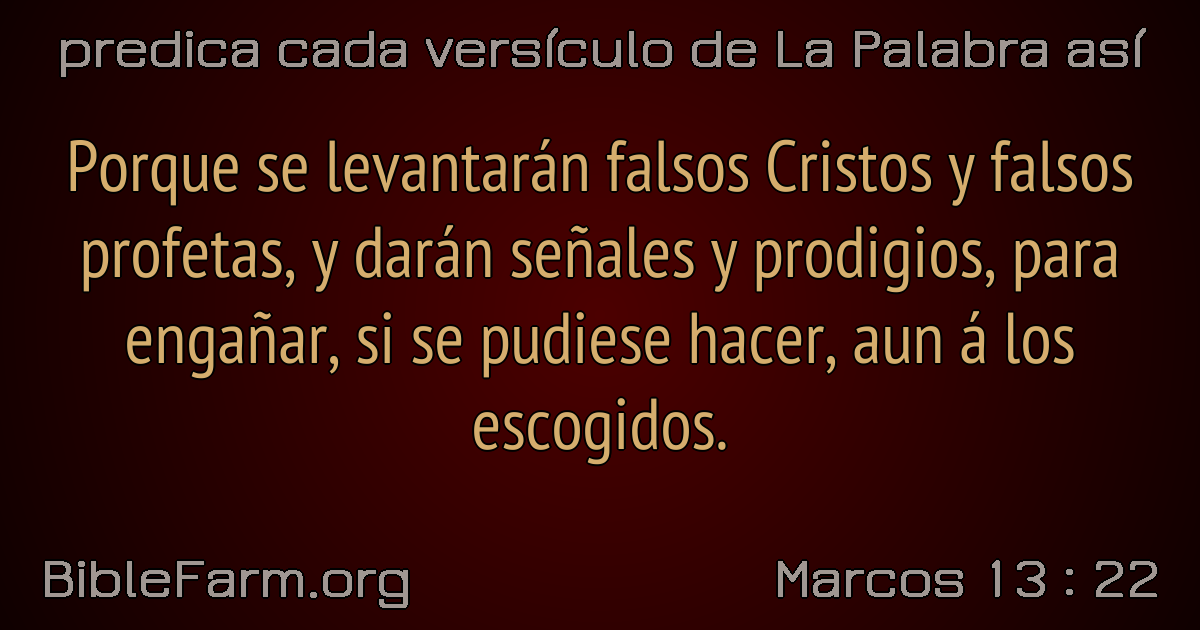 predica cada versículo de La Palabra así
Porque se levantarán falsos Cristos y falsos
profetas, y darán señales y prodigios, para
engañar, si se pudiese hacer, aun á los
escogidos.
BibleFarm.org
Marcos 13 : 22